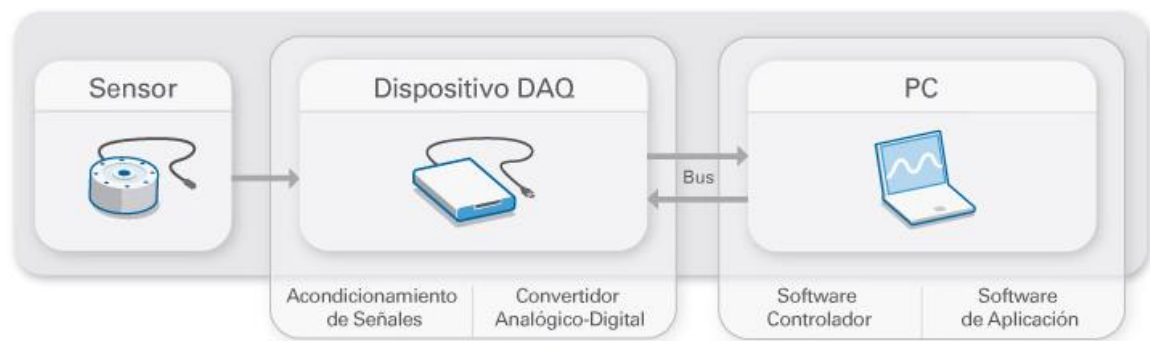 Sensor
Dispositivo DAQ
PC
Bus
Acondicionamiento
de Señales
Convertidor
Analógico-Digital
Software
Controlador
Software
de Aplicación